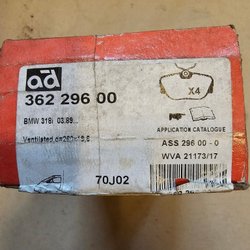 ad
X4
362 296 00
BMW 318i 03.89..
APPLICATION CATALOGUE
Ventilated
ASS 296 00 - 0
WVA 21173/17
70J02